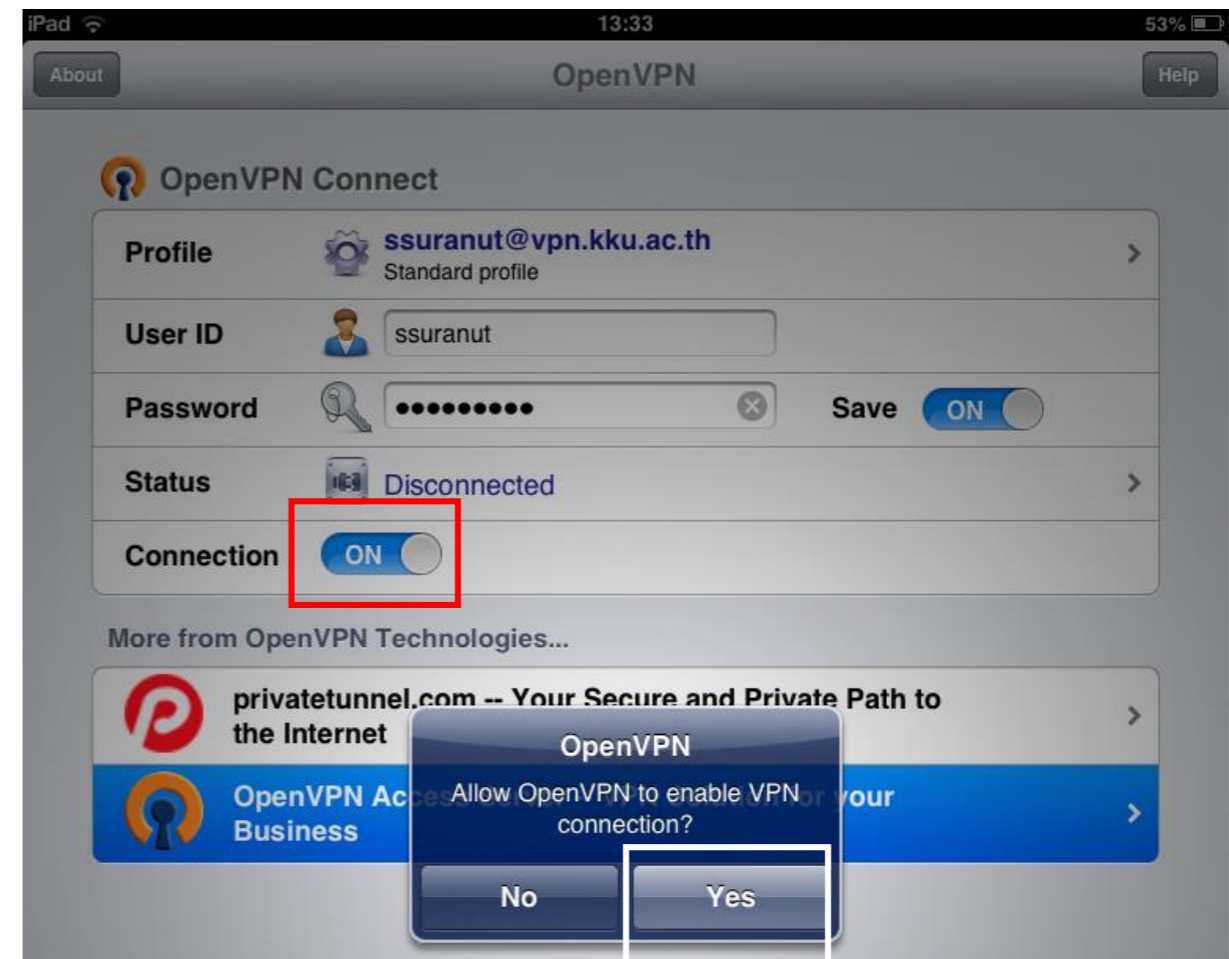 iPad 13:33 53%
About OpenVPN Help
OpenVPN Connect
Profile ssuranut@vpn.kku.ac.th
Standard profile
User ID ssuranut
Password ●●●●●●●●● Save ON
Status Disconnected
Connection ON
More from OpenVPN Technologies...
privatetunnel.com -- Your Secure and Private Path to
the Internet
OpenVPN your
Business
OpenVPN
Allow OpenVPN to enable VPN
connection?
No Yes